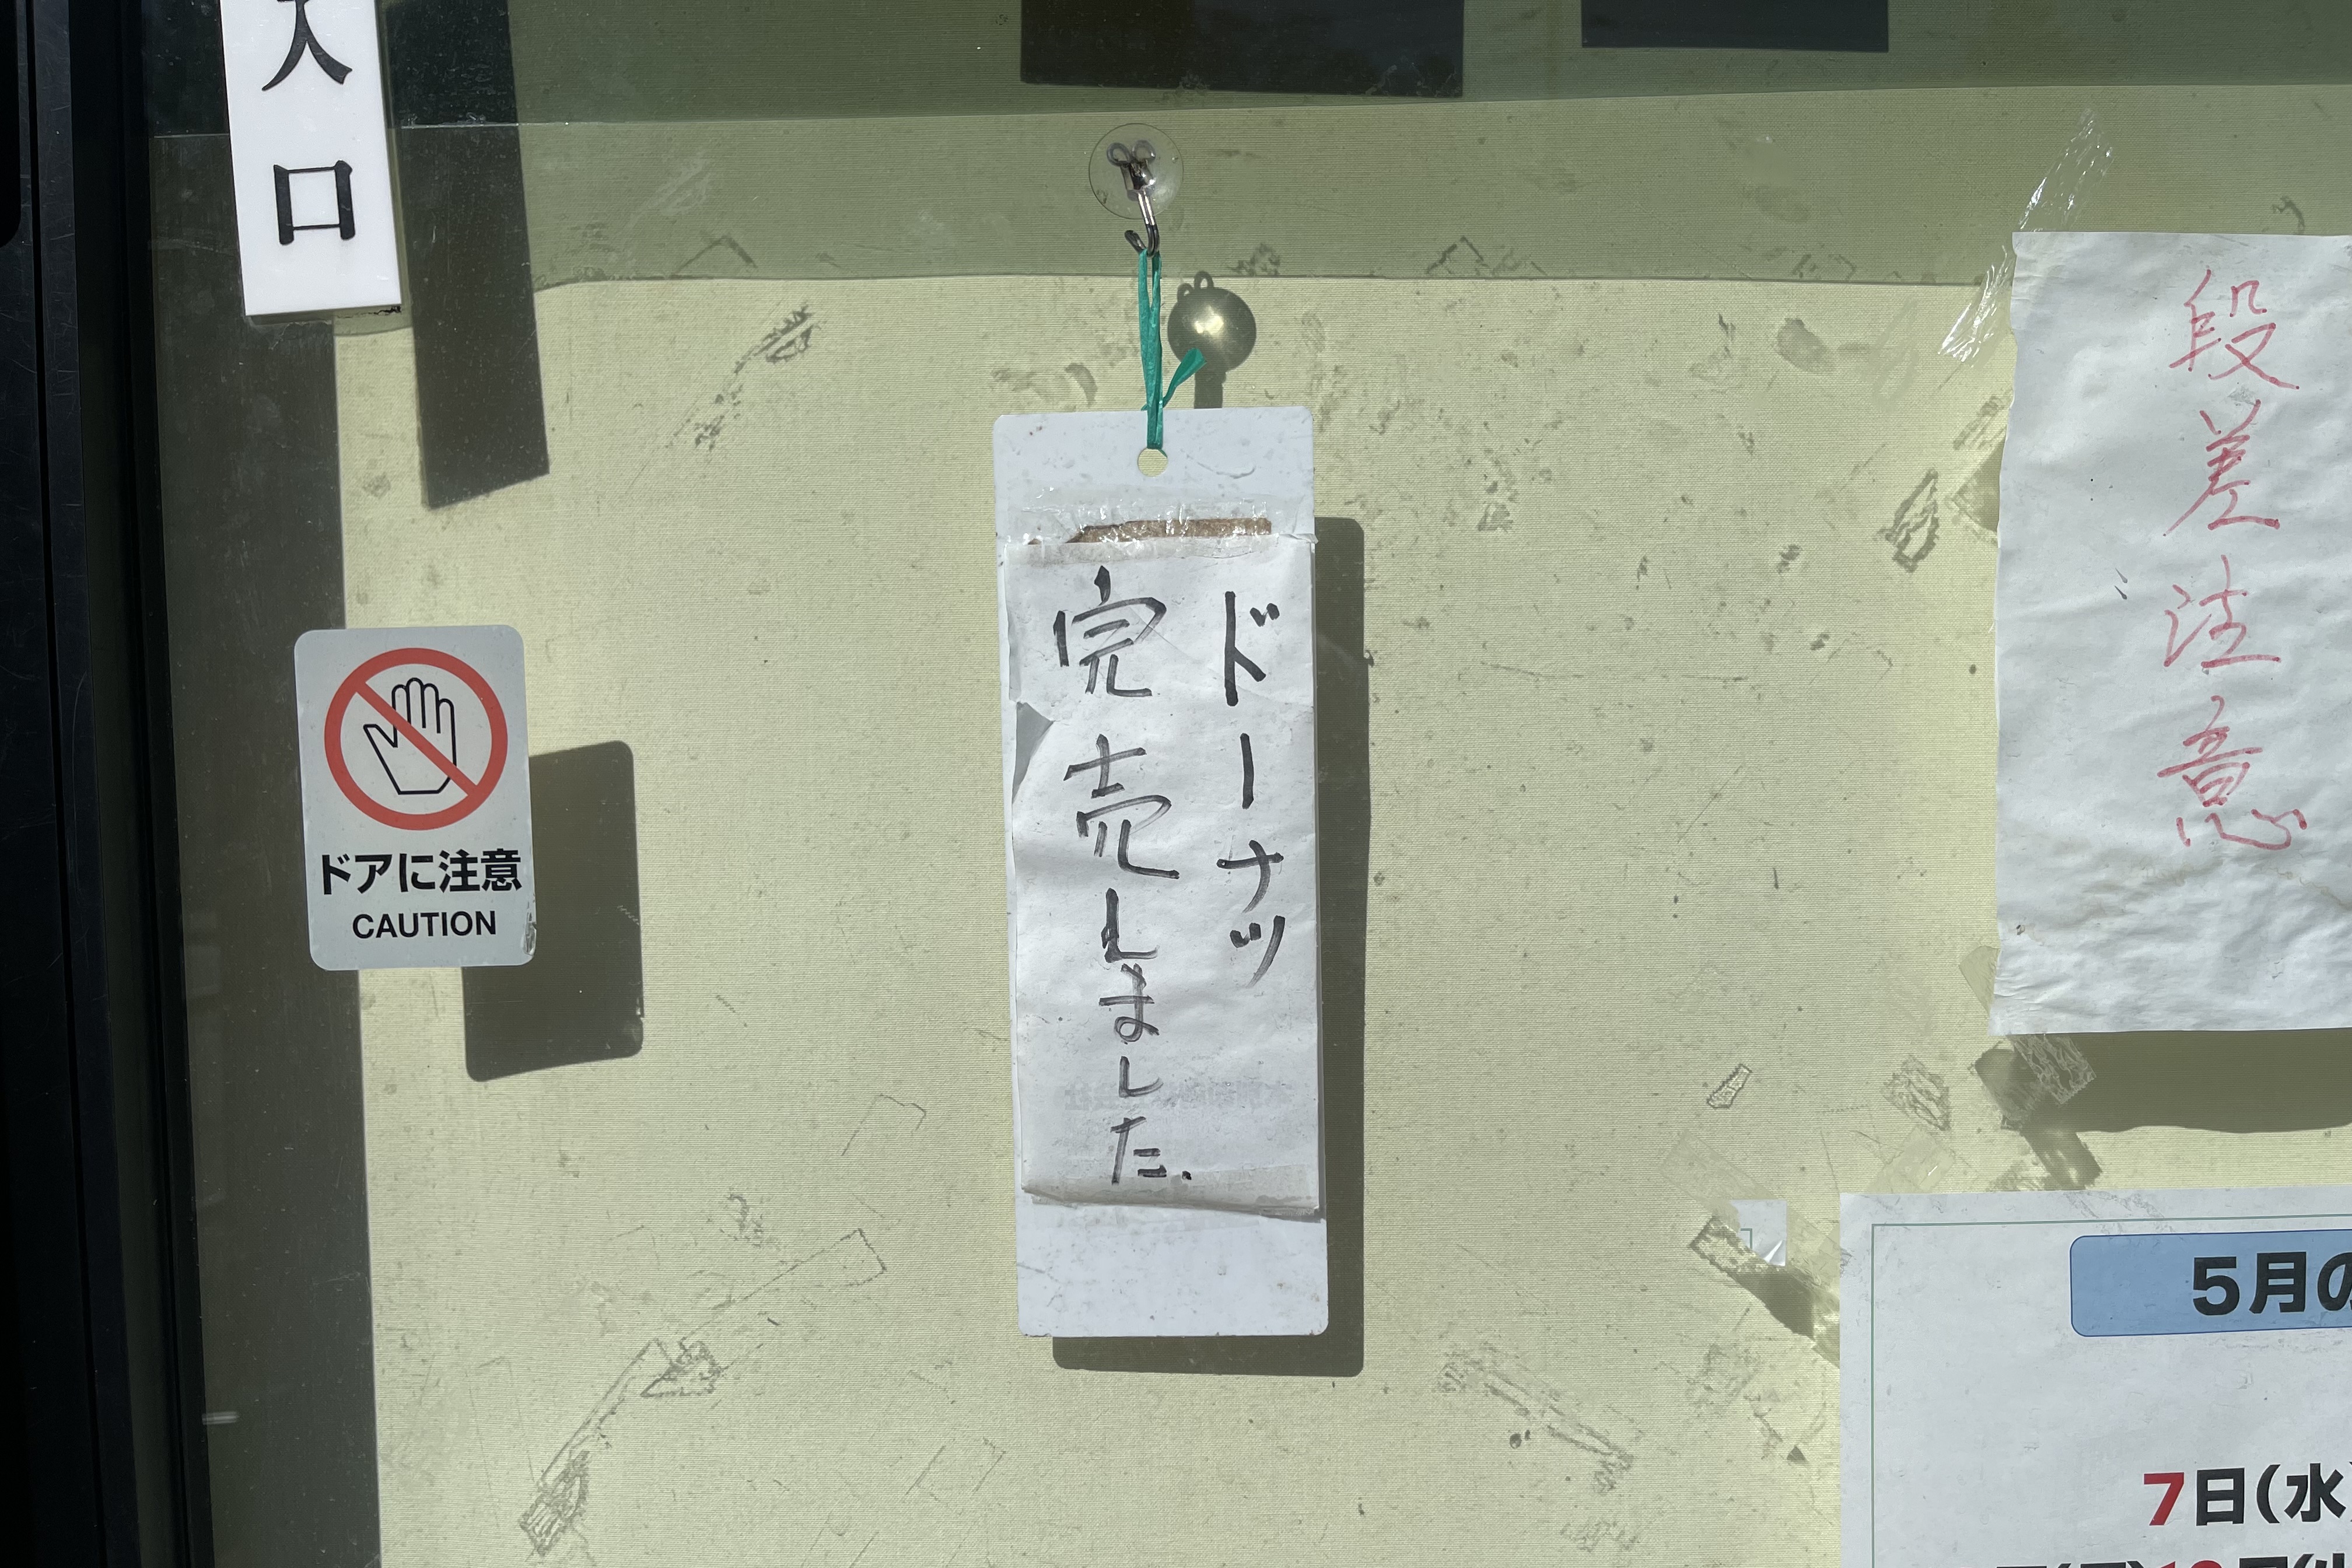 入口
ドアに注意
CAUTION
ドーナツ
完売しました.
段差注意
5月の
7日(水)